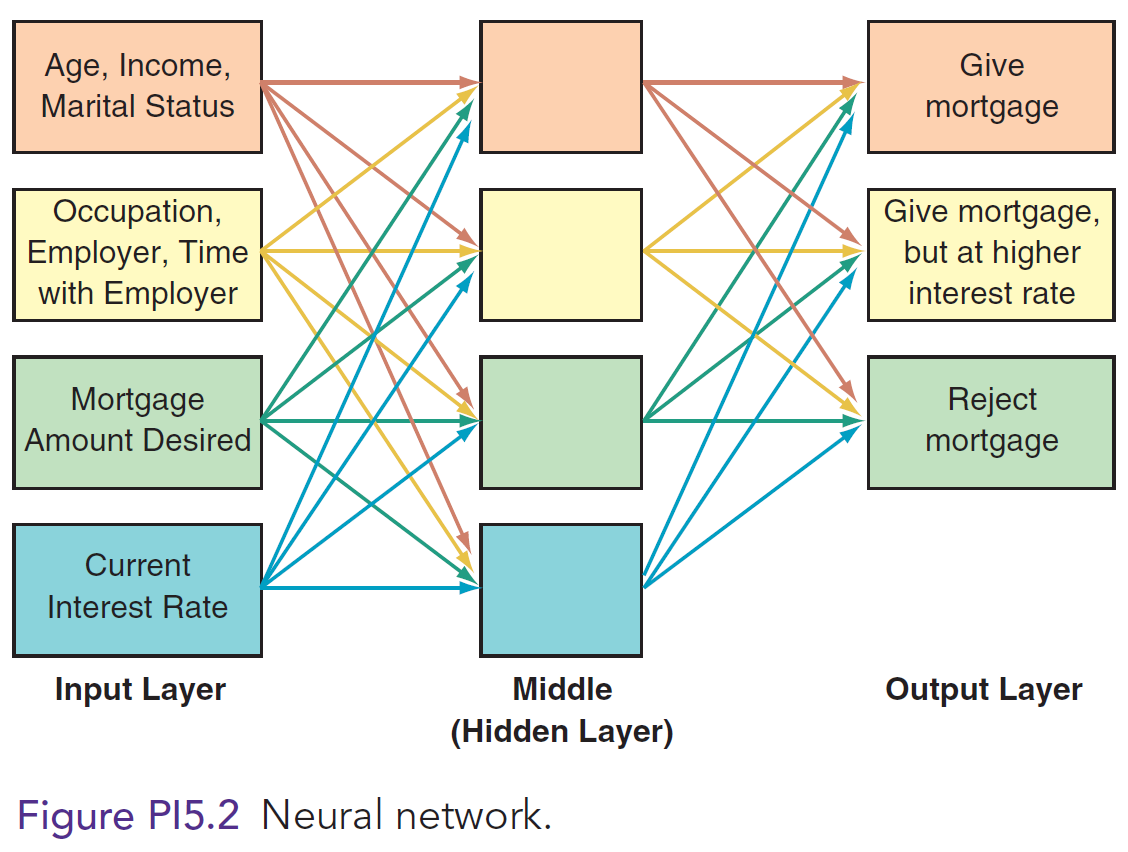 Age, Income,
Marital Status
Give
mortgage
Occupation,
Employer, Time
with Employer
Give mortgage,
but at higher
interest rate
Mortgage
Amount Desired
Reject
mortgage
Current
Interest Rate
Input Layer
Middle
(Hidden Layer)
Output Layer
Figure PI5.2 Neural network.